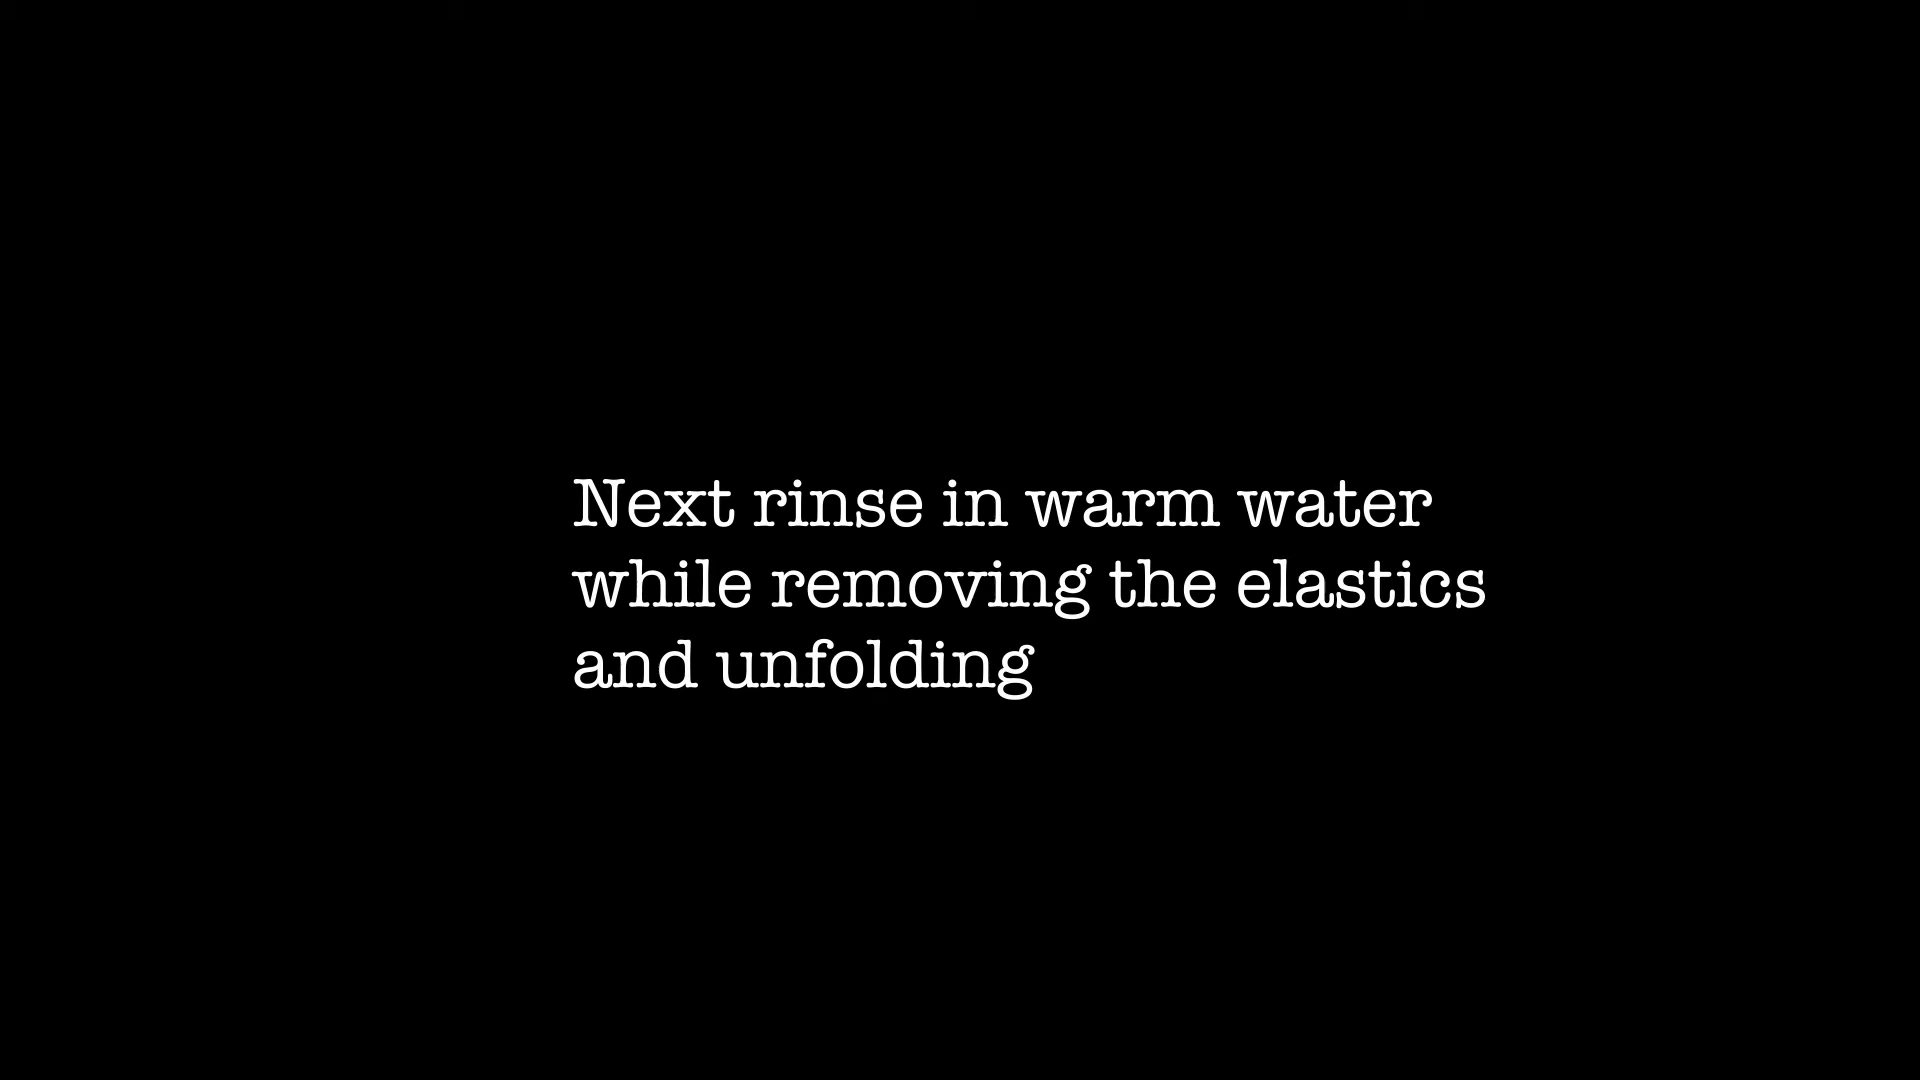 Next rinse in warm water
while removing the elastics
and unfolding